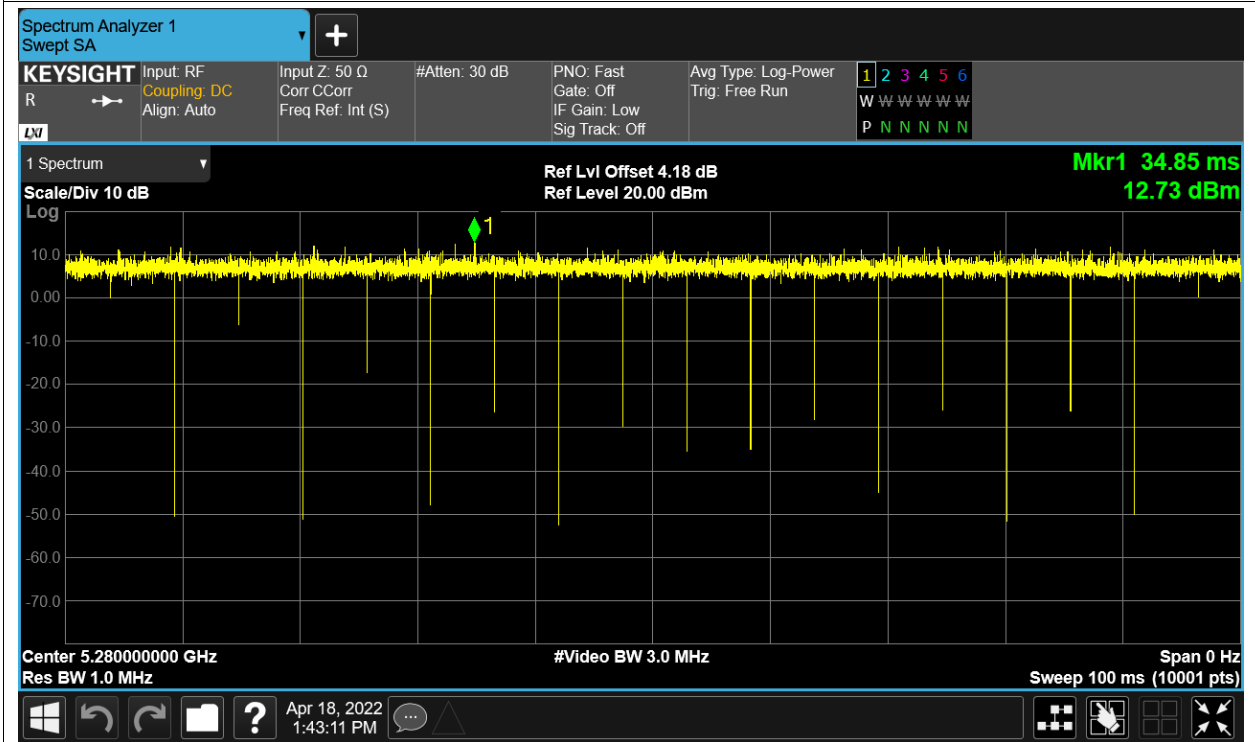 Spectrum Analyzer 1
Swept SA
KEYSIGHT
R
LXI
Input: RF
Coupling: DC
Align: Auto
Input Z: 50 Ω
Corr CCorr
Freq Ref: Int (S)
#Atten: 30 dB
PNO: Fast
Gate: Off
IF Gain: Low
Sig Track: Off
Avg Type: Log-Power
Trig: Free Run
1 2 3 4 5 6
W W W W W W
P N N N N N
1 Spectrum
Scale/Div 10 dB
Ref Lvl Offset 4.18 dB
Ref Level 20.00 dBm
Mkr1 34.85 ms
12.73 dBm
Log
1
10.0
0.00
-10.0
-20.0
-30.0
-40.0
-50.0
-60.0
-70.0
Center 5.280000000 GHz
#Video BW 3.0 MHz
Span 0 Hz
Res BW 1.0 MHz
Sweep 100 ms (10001 pts)
?
Apr 18, 2022
1:43:11 PM